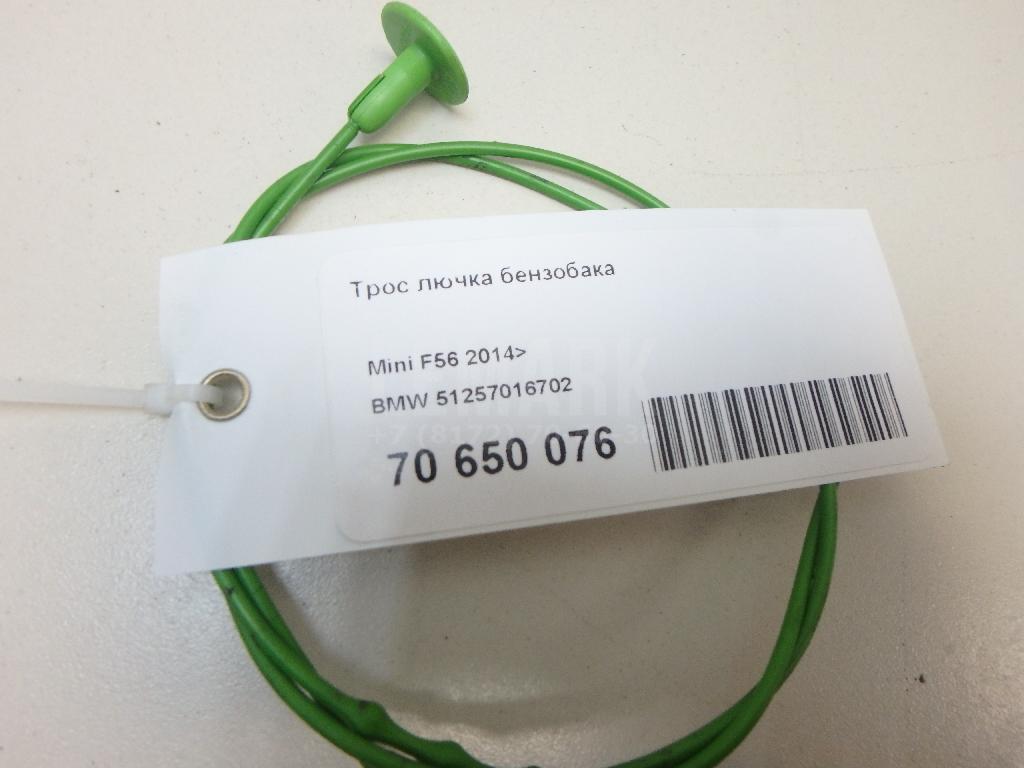 Трос лючка бензобака
Mini F56 2014>
BMW 51257016702
70 650 076